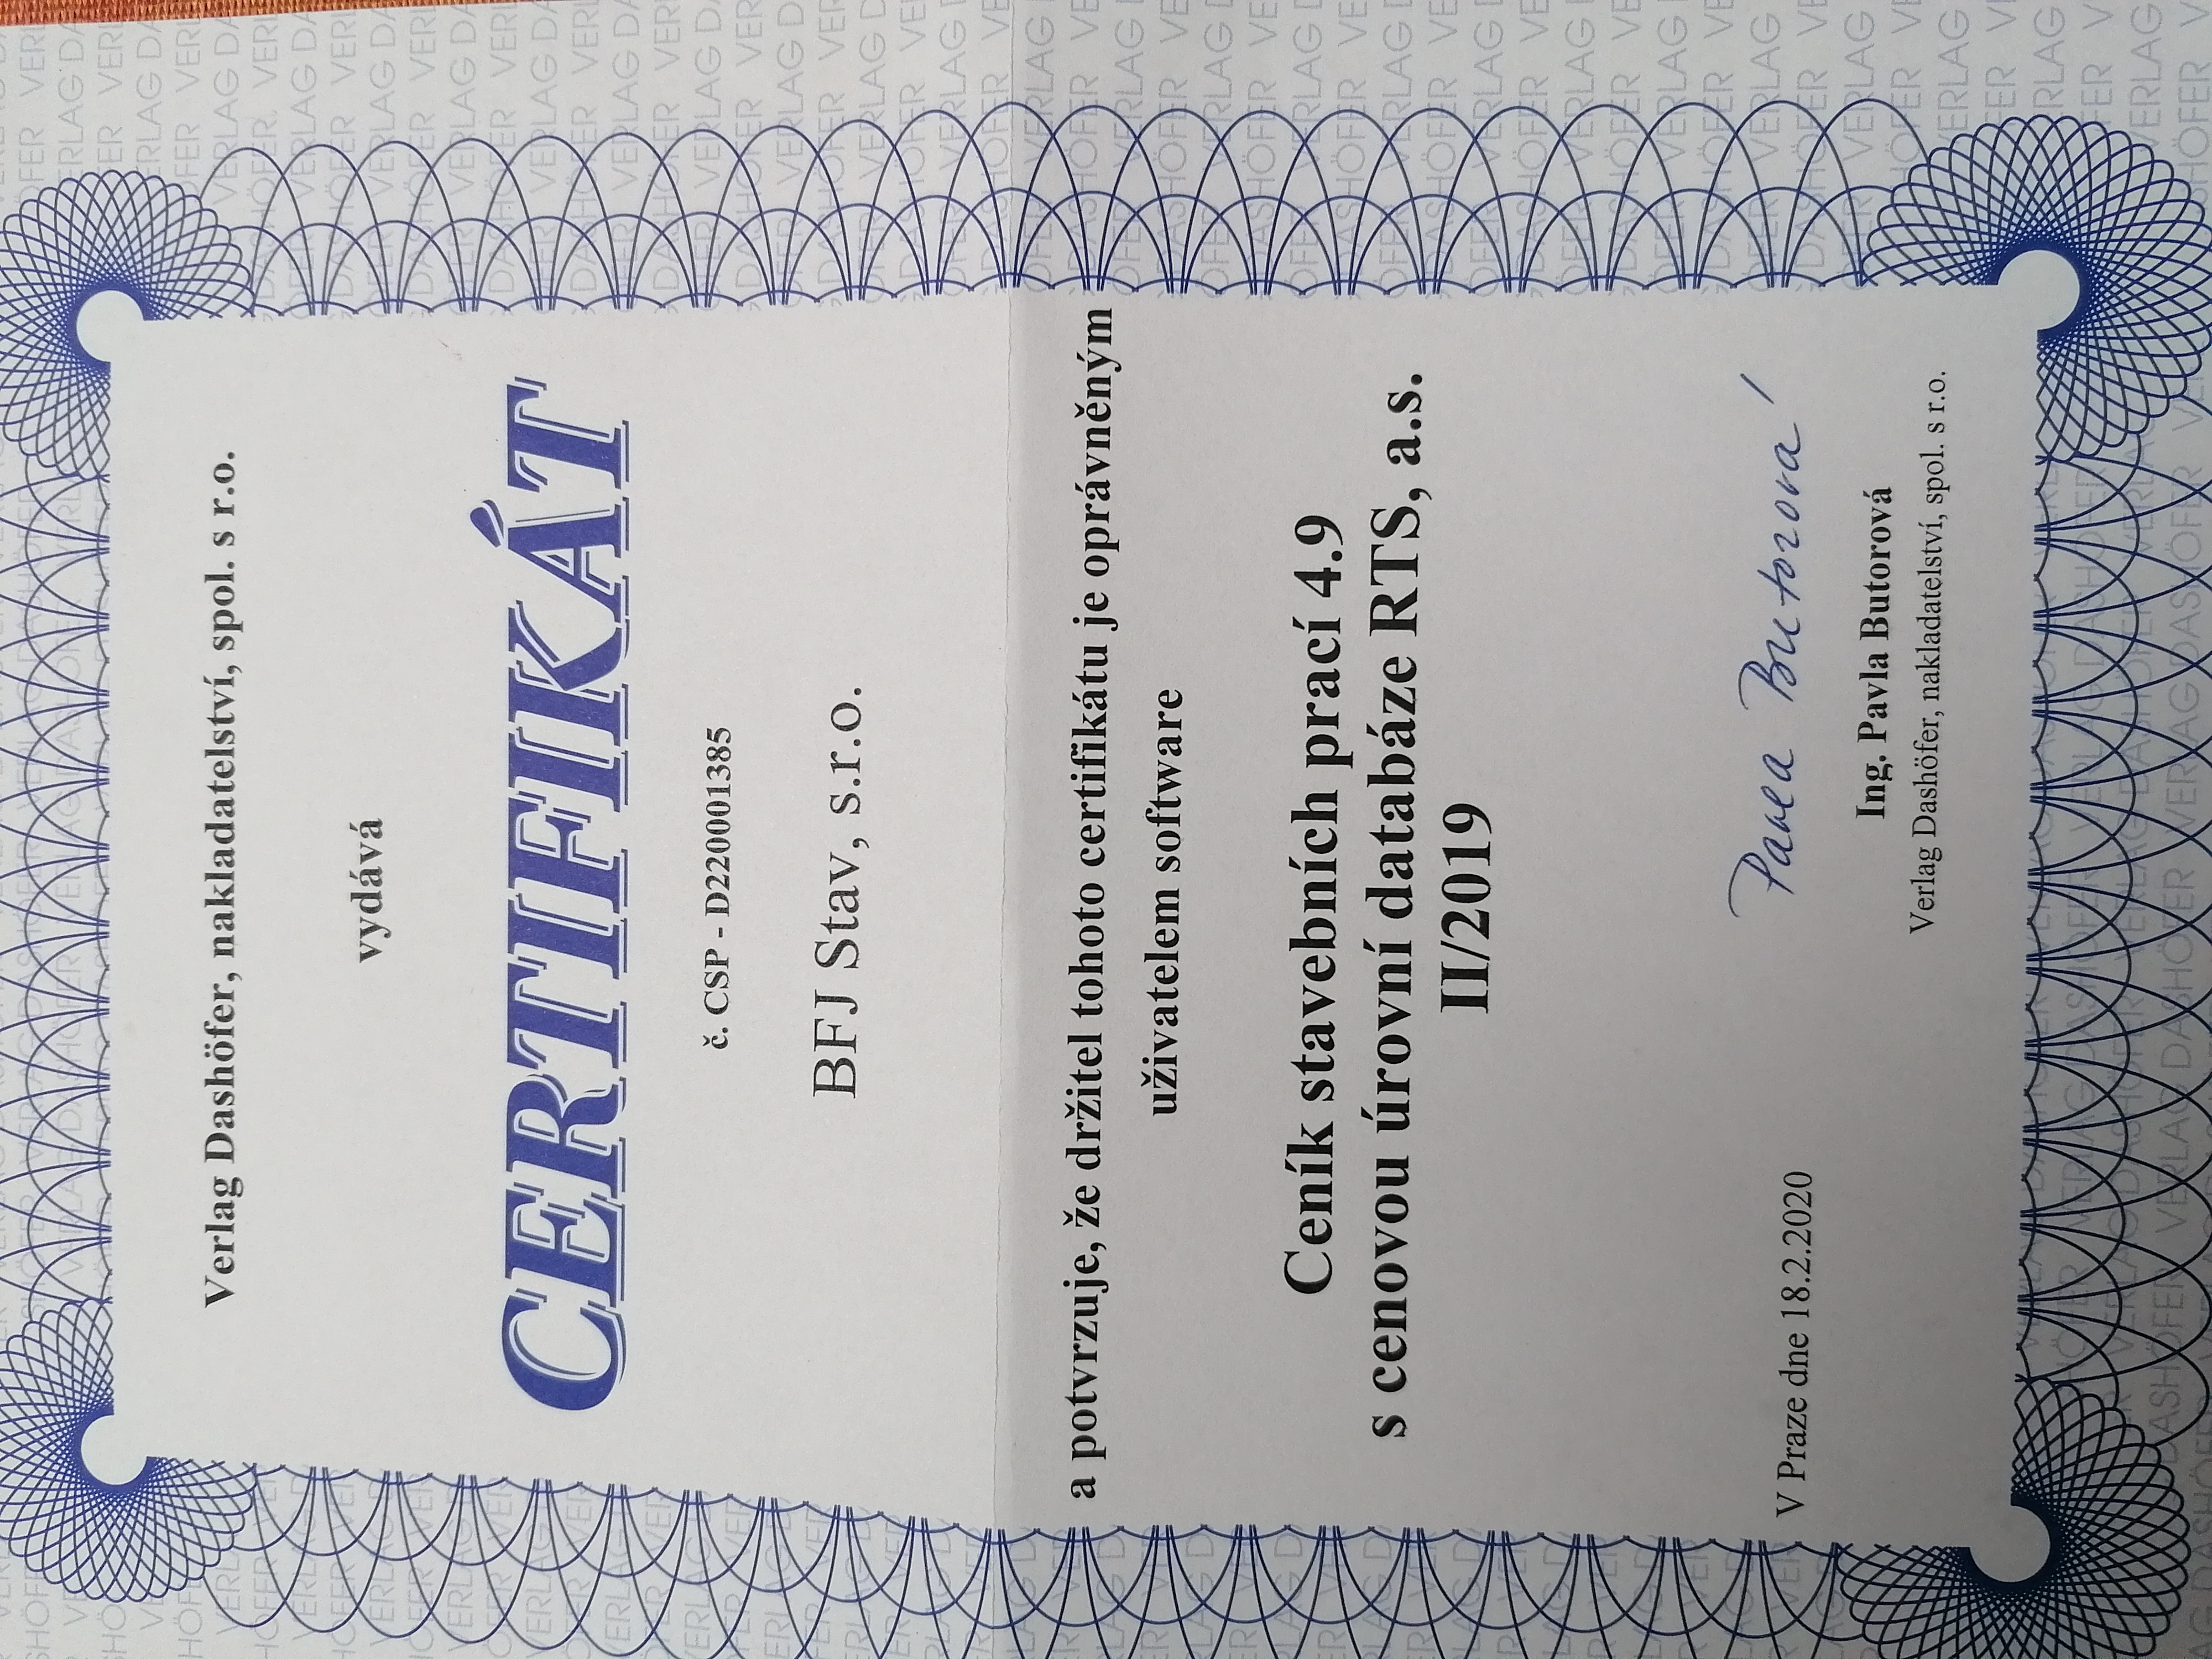 Verlag Dashöfer, nakladatelství, spol. s r.o.
vydává
CERTIFIKÁT
č. CSP - D2200001385
BFJ Stav, s.r.o.
a potvrzuje, že držitel tohoto certifikátu je oprávněným
uživatelem software
Ceník stavebních prací 4.9
s cenovou úrovní databáze RTS, a.s.
II/2019
Pavla Butorová
V Praze dne 18.2.2020
Ing. Pavla Butorová
Verlag Dashöfer, nakladatelství, spol. s r.o.